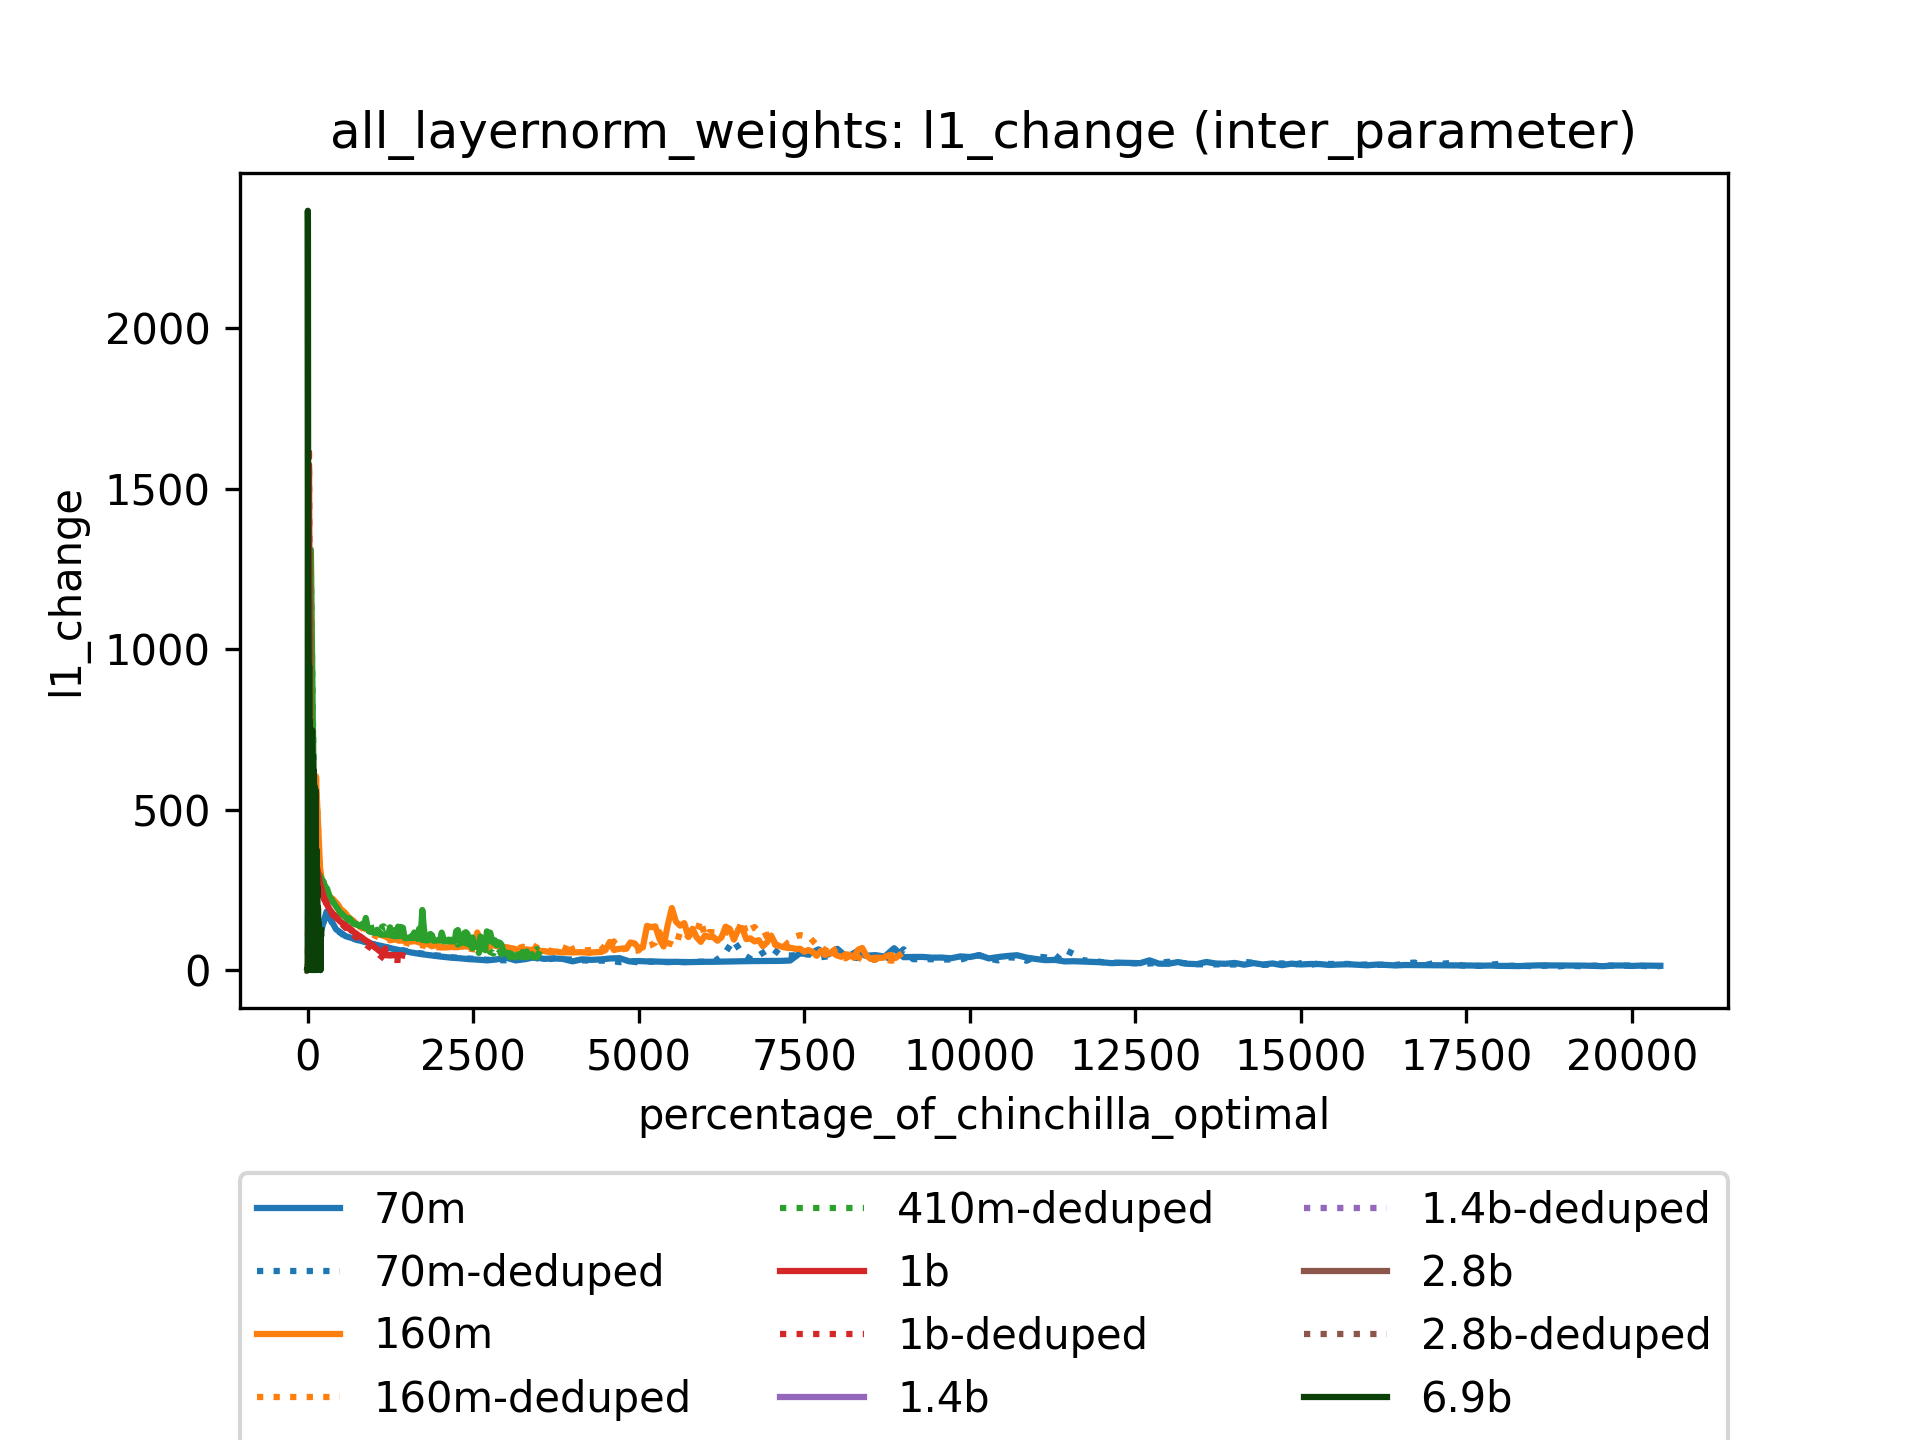 all_layernorm_weights: l1_change (inter_parameter)
l1_change
2000
1500
1000
500
0
0 2500 5000 7500 10000 12500 15000 17500 20000
percentage_of_chinchilla_optimal
70m 410m-deduped 1.4b-deduped
70m-deduped 1b 2.8b
160m 1b-deduped 2.8b-deduped
160m-deduped 1.4b 6.9b